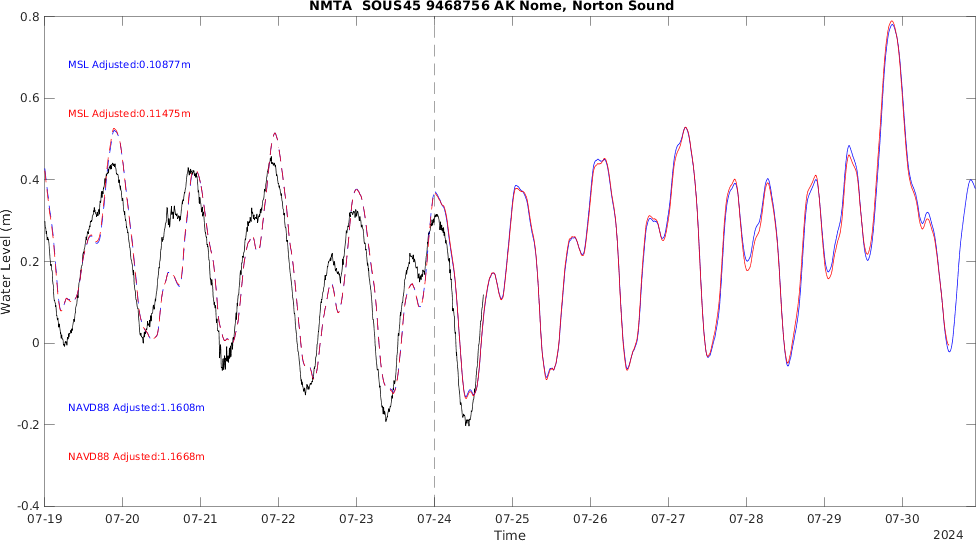 NMTA  SOUS45 9468756 AK Nome, Norton Sound
0.8
MSL Adjusted:0.10877m
0.6
MSL Adjusted:0.11475m
0.4
Water Level (m)
0.2
0
-0.2
NAVD88 Adjusted:1.1608m
NAVD88 Adjusted:1.1668m
-0.4
07-19 07-20 07-21 07-22 07-23 07-24 07-25 07-26 07-27 07-28 07-29 07-30
Time
2024